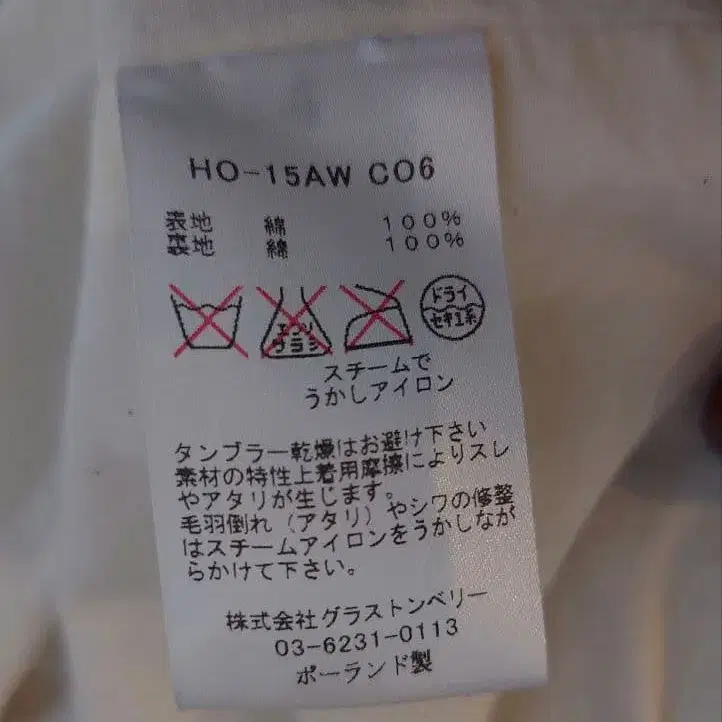 HO-15AW CO6
表地 綿 100%
裏地 綿 100%
エンソ サラシ ドライ
セキユ系
スチームで
うかしアイロン
タンブラー乾燥はお避け下さい
素材の特性上着用摩擦によりスレ
やアタリが生じます。
毛羽倒れ（アタリ）やシワの修整
はスチームアイロンをうかしなが
らかけて下さい。
株式会社グラストンベリー
03-6231-0113
ポーランド製